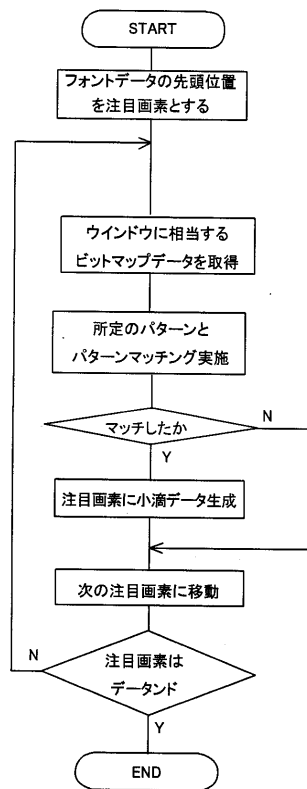 START
フォントデータの先頭位置
を注目画素とする
ウインドウに相当する
ビットマップデータを取得
所定のパターンと
パターンマッチング実施
マッチしたか
N
Y
注目画素に小滴データ生成
次の注目画素に移動
N
注目画素は
データンド
Y
END